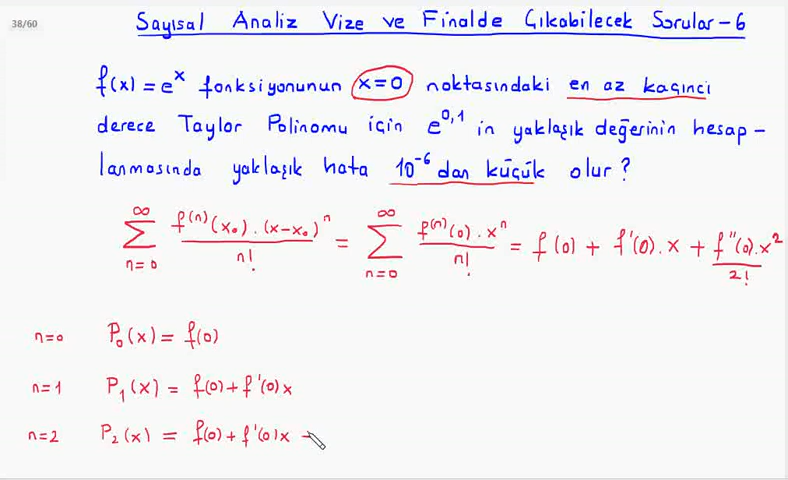 38/60
Sayısal Analiz Vize ve Finalde Çıkabilecek Sorular-6
f(x) = e^x fonksiyonunun x=0 noktasındaki en az kaçıncı
derece Taylor Polinomu için e^0,1 in yaklaşık değerinin hesap-
lanmasında yaklaşık hata 10^-6 dan küçük olur?
∑_{n=0}^{∞} f^(n)(x₀).(x-x₀)^n / n! = ∑_{n=0}^{∞} f^(n)(0).x^n / n! = f(0) + f'(0).x + f''(0).x² / 2!
n=0 P₀(x) = f(0)
n=1 P₁(x) = f(0)+f'(0)x
n=2 P₂(x) = f(0)+f'(0)x